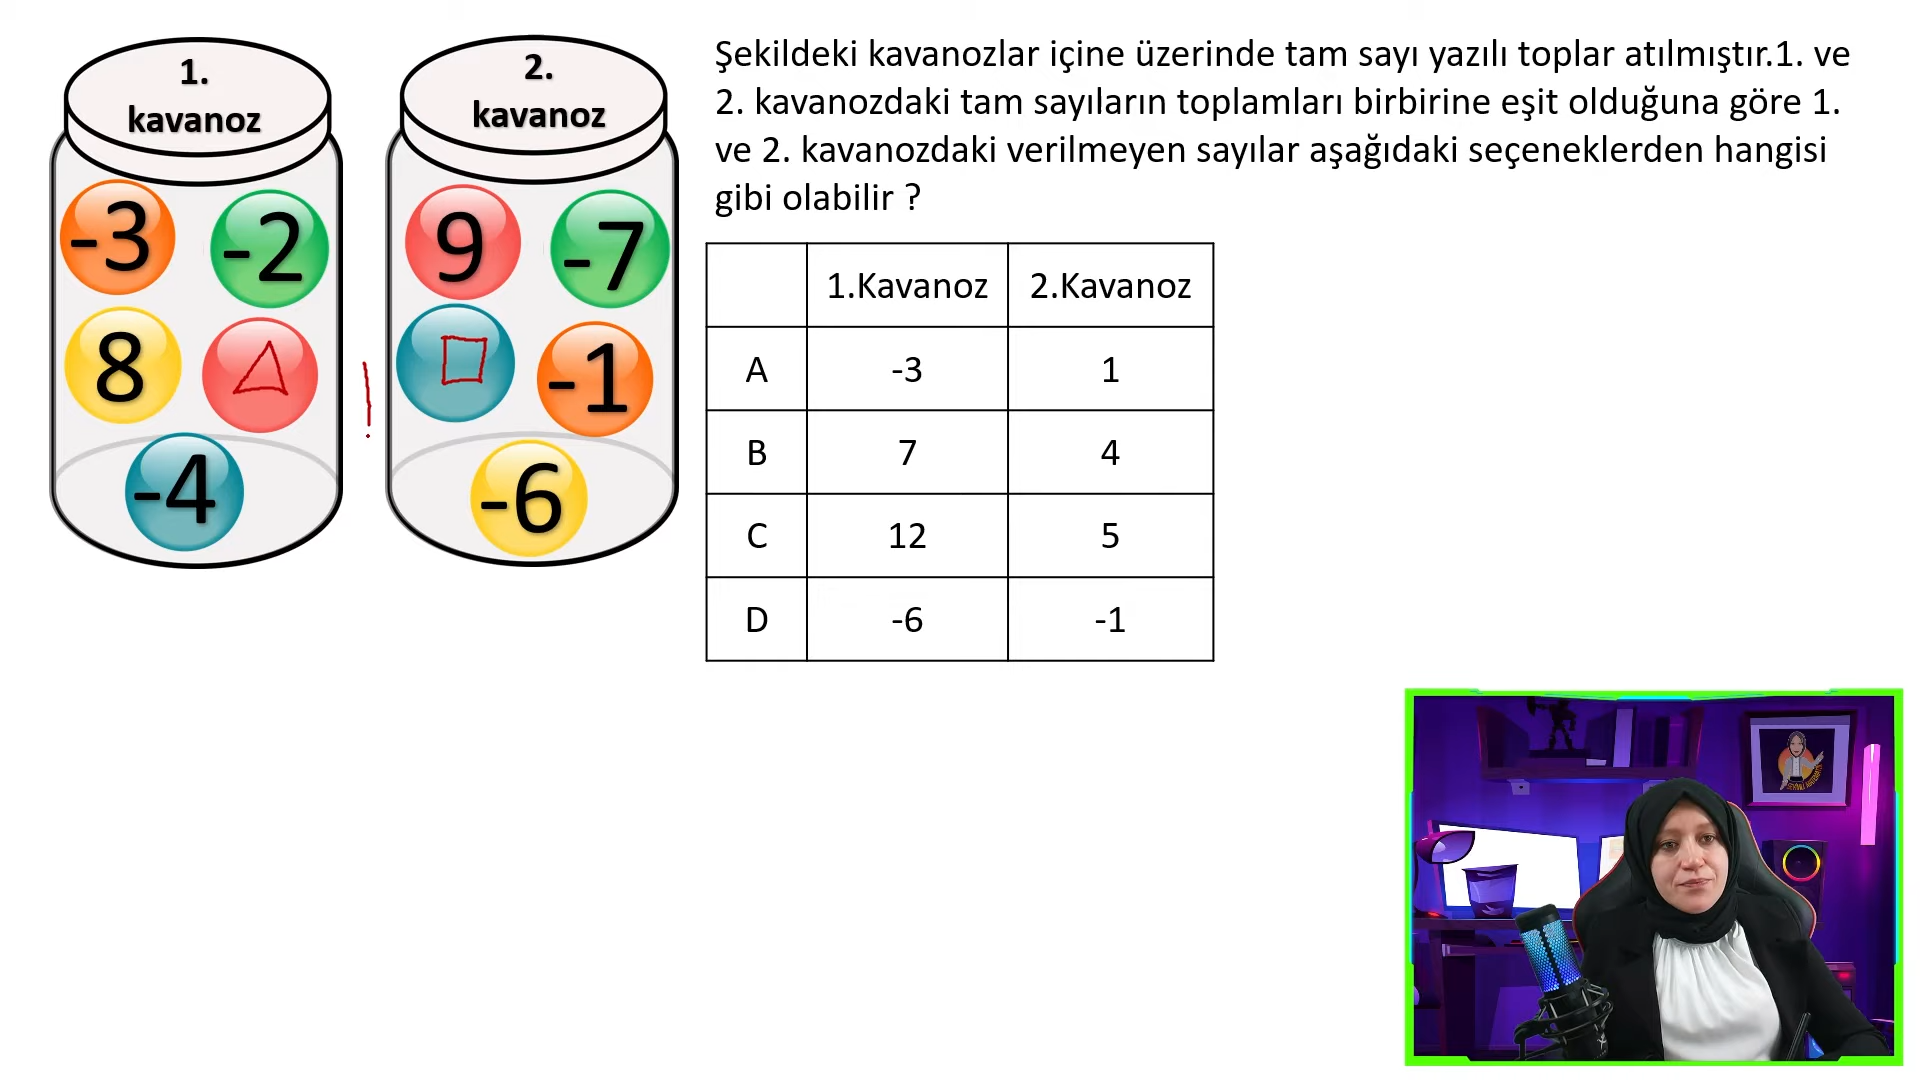 1.
kavanoz
2.
kavanoz
-3
-2
9
-7
8
-1
-4
-6
Şekildeki kavanozlar içine üzerinde tam sayı yazılı toplar atılmıştır.1. ve
2. kavanozdaki tam sayıların toplamları birbirine eşit olduğuna göre 1.
ve 2. kavanozdaki verilmeyen sayılar aşağıdaki seçeneklerden hangisi
gibi olabilir ?
1.Kavanoz 2.Kavanoz
A -3 1
B 7 4
C 12 5
D -6 -1